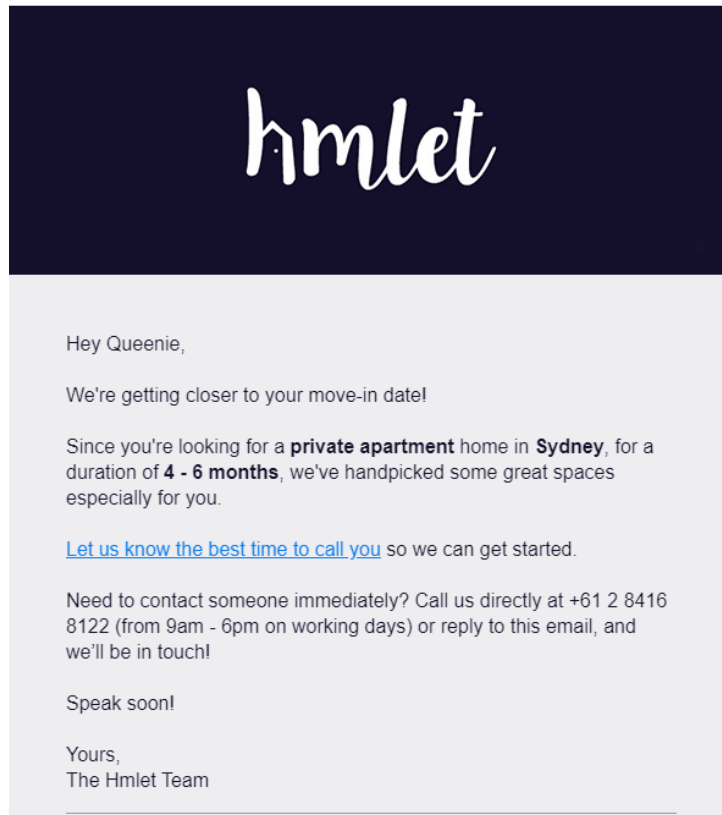 hmlet
Hey Queenie,
We're getting closer to your move-in date!
Since you're looking for a private apartment home in Sydney, for a
duration of 4 - 6 months, we've handpicked some great spaces
especially for you.
Let us know the best time to call you so we can get started.
Need to contact someone immediately? Call us directly at +61 2 8416
8122 (from 9am - 6pm on working days) or reply to this email, and
we’ll be in touch!
Speak soon!
Yours,
The Hmlet Team